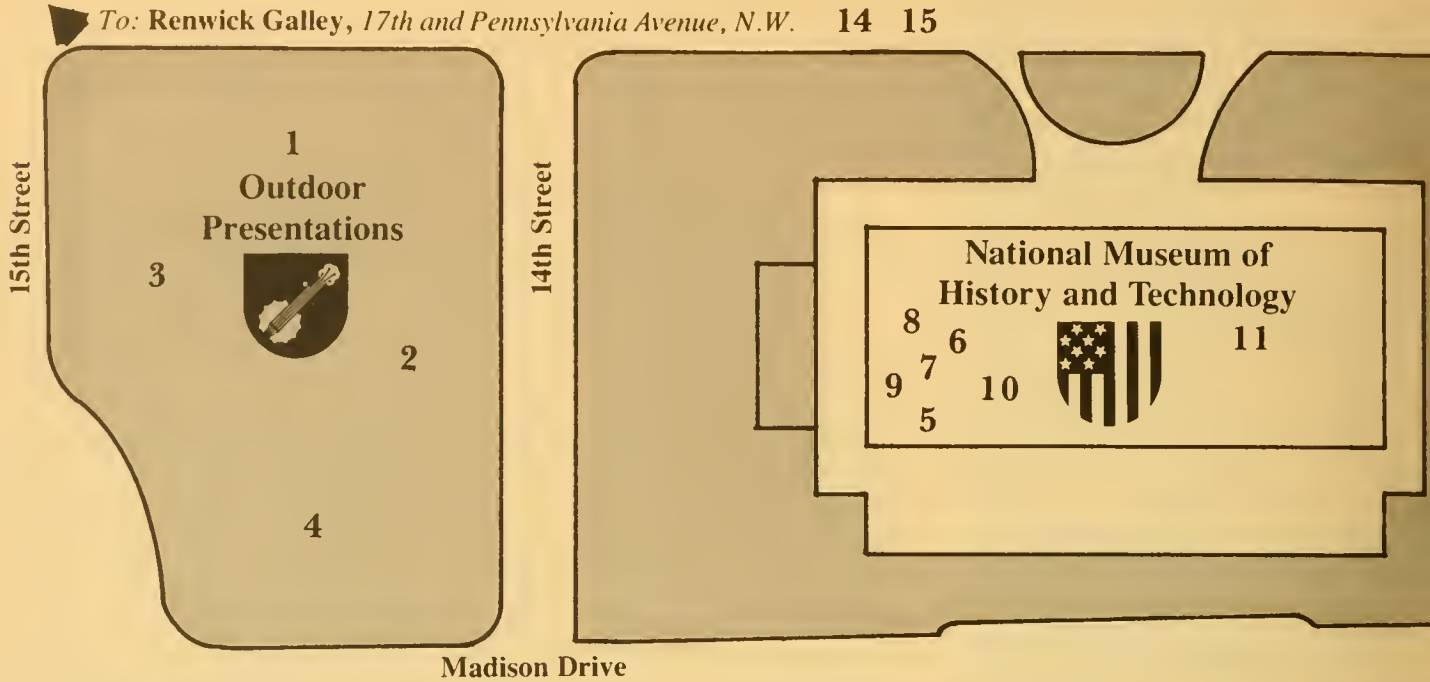 To: Renwick Galley, 17th and Pennsylvania Avenue, N.W. 14 15
15th Street
1
Outdoor
Presentations
3
2
4
14th Street
National Museum of
History and Technology
8
6
11
7
9
10
5
Madison Drive